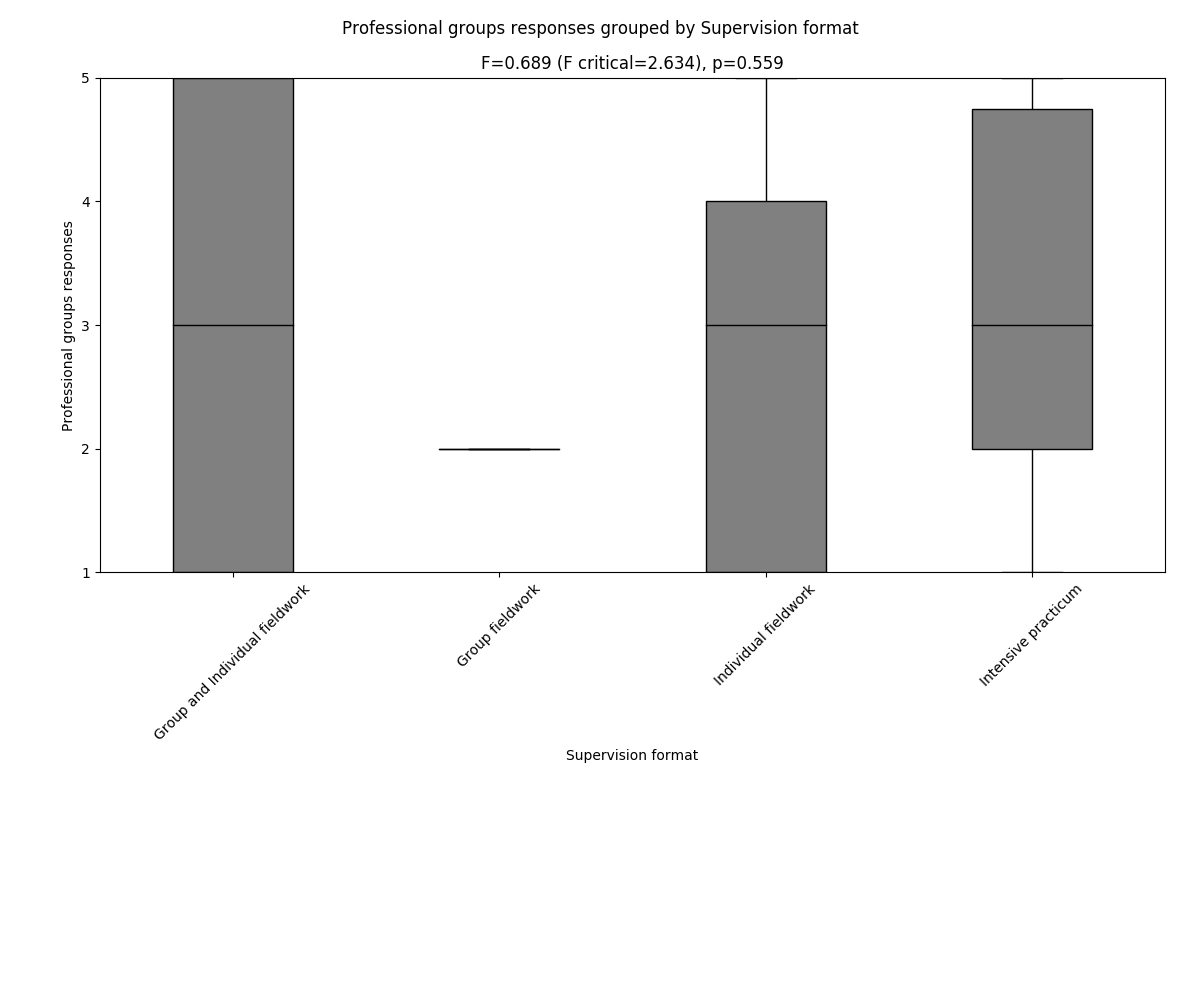 Professional groups responses grouped by Supervision format
F=0.689 (F critical=2.634), p=0.559
5
4
3
2
1
Professional groups responses
Group and Individual fieldwork
Group fieldwork
Individual fieldwork
Intensive practicum
Supervision format